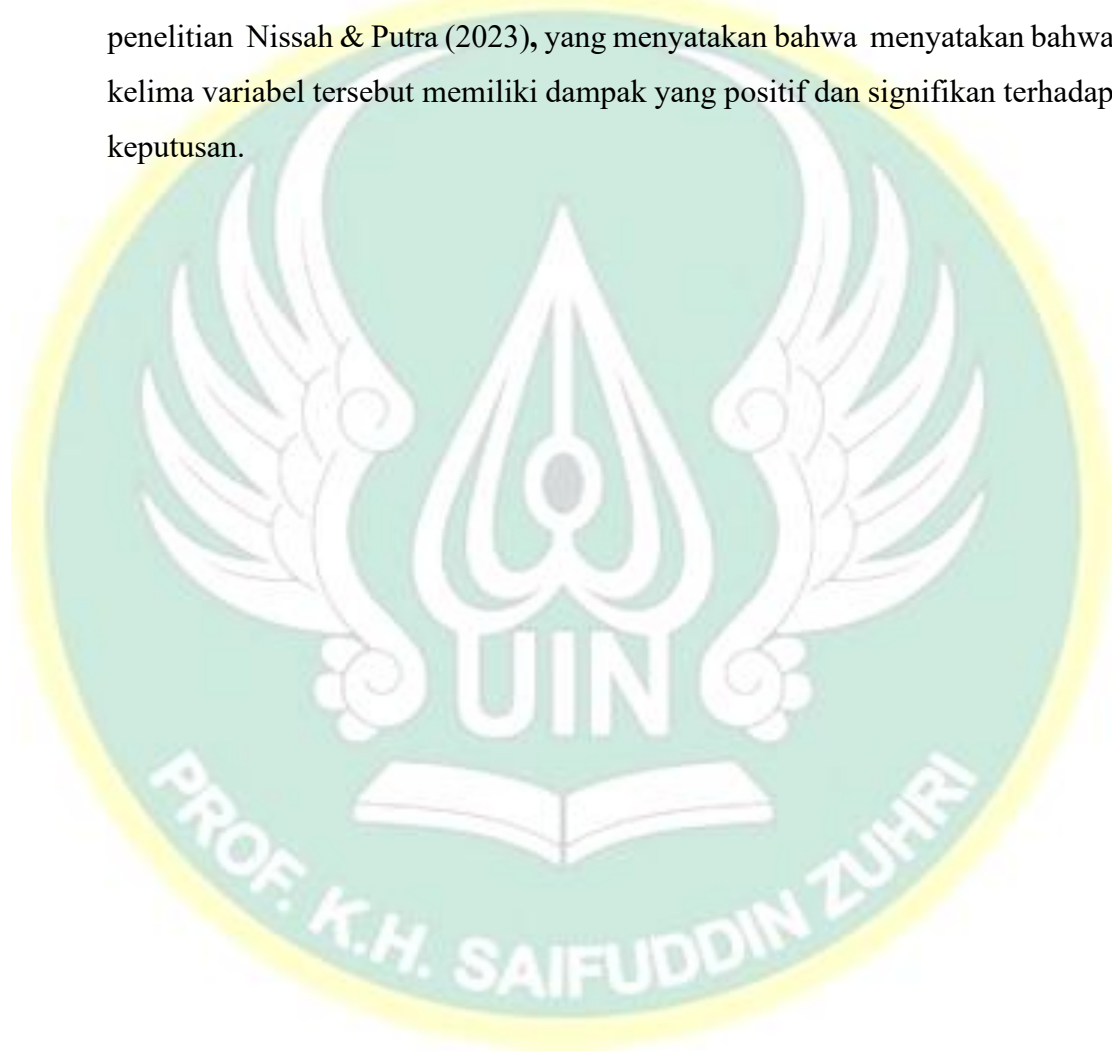 penelitian Nissah & Putra (2023), yang menyatakan bahwa menyatakan bahwa
kelima variabel tersebut memiliki dampak yang positif dan signifikan terhadap
keputusan.
UIN
PROF. K.H. SAIFUDDIN ZUHRI